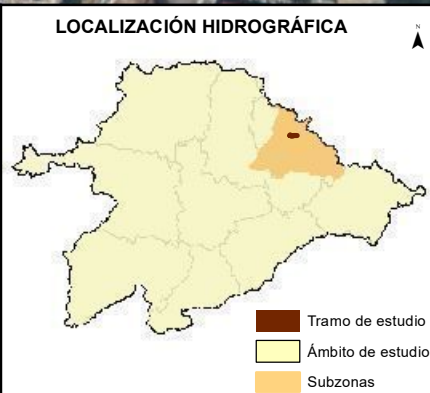 LOCALIZACIÓN HIDROGRÁFICA
N
Tramo de estudio
Ámbito de estudio
Subzonas